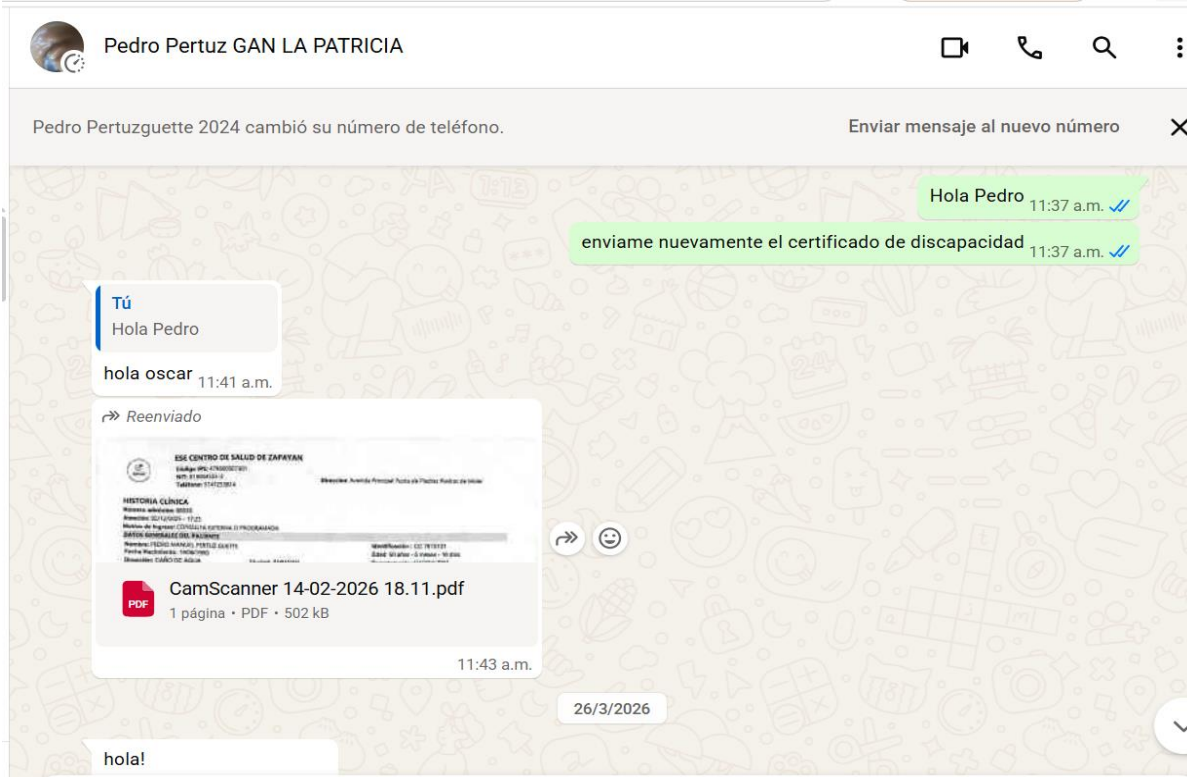 Pedro Pertuz GAN LA PATRICIA
Pedro Pertuzguette 2024 cambió su número de teléfono.
Enviar mensaje al nuevo número
Hola Pedro 11:37 a.m.
enviame nuevamente el certificado de discapacidad 11:37 a.m.
Tú
Hola Pedro
hola oscar 11:41 a.m.
Reenviado
ESE CENTRO DE SALUD DE ZAPAYAN
HISTORIA CLÍNICA
DATOS GENERALES DEL PACIENTE
PDF
CamScanner 14-02-2026 18.11.pdf
1 página • PDF • 502 kB
11:43 a.m.
26/3/2026
hola!